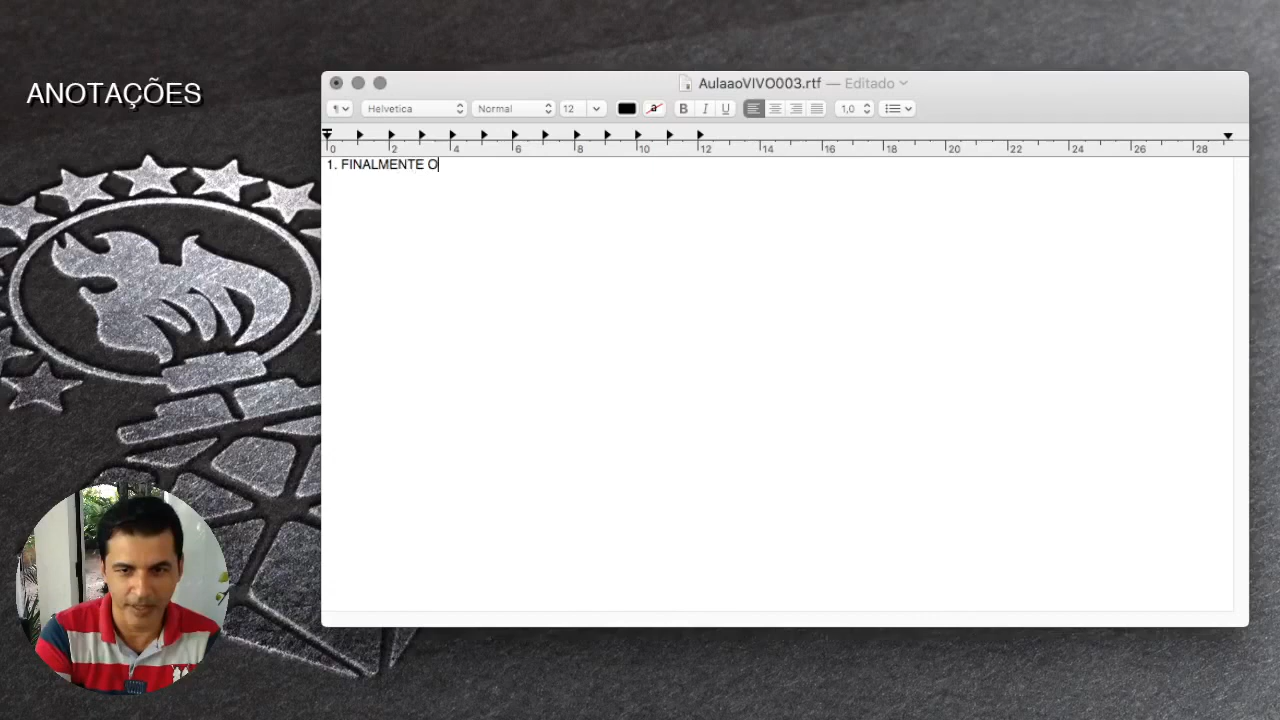 ANOTAÇÕES
AulaaoVIVO003.rtf — Editado
¶ Helvetica Normal 12 a B I U 1,0
0 2 4 6 8 10 12 14 16 18 20 22 24 26 28
1. FINALMENTE O